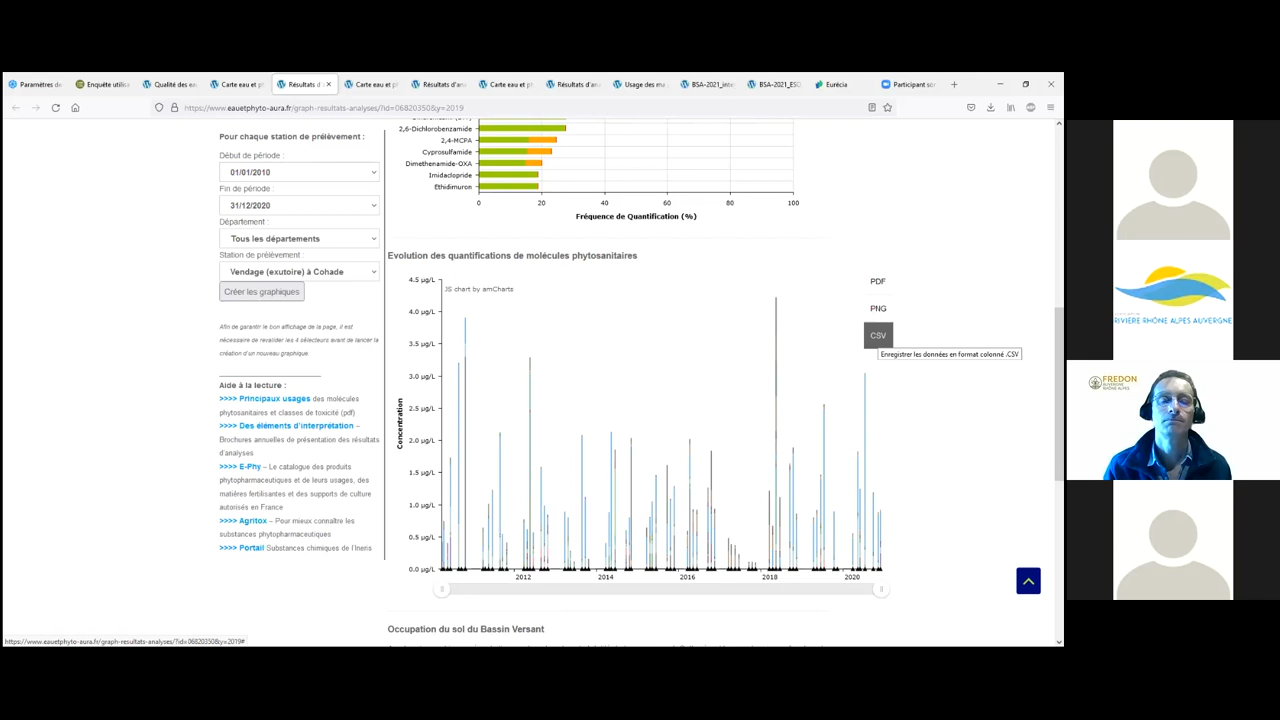 Paramètres de
Enquête utilis
Qualité des ea
Carte eau et p
Résultats d'
Carte eau et p
Résultats d'an
Carte eau et p
Résultats d'an
Usage des mu
BSA-2021_inte
BSA-2021_ESO
Eurécia
Participant so
https://www.eauetphyto-aura.fr/graph-resultats-analyses/?id=06820350&y=2019
Pour chaque station de prélèvement :
Début de période :
01/01/2010
Fin de période :
31/12/2020
Département :
Tous les départements
Station de prélèvement :
Vendage (exutoire) à Cohade
Créer les graphiques
Afin de garantir le bon affichage de la page, il est
nécessaire de revalider les 4 sélecteurs avant de lancer la
création d'un nouveau graphique.
Aide à la lecture :
>>>> Principaux usages des molécules
phytosanitaires et classes de toxicité (pdf)
>>>> Des éléments d'interprétation –
Brochures annuelles de présentation des résultats
d'analyses
>>>> E-Phy – Le catalogue des produits
phytopharmaceutiques et de leurs usages, des
matières fertilisantes et des supports de culture
autorisés en France
>>>> Agritox – Pour mieux connaître les
substances phytopharmaceutiques
>>>> Portail Substances chimiques de l'Ineris
2,6-Dichlorobenzamide
2,4-MCPA
Cyprosulfamide
Dimethenamide-OXA
Imidaclopride
Ethidimuron
0 20 40 60 80 100
Fréquence de Quantification (%)
Evolution des quantifications de molécules phytosanitaires
JS chart by amCharts
4.5 µg/L
4.0 µg/L
3.5 µg/L
3.0 µg/L
2.5 µg/L
2.0 µg/L
1.5 µg/L
1.0 µg/L
0.5 µg/L
0.0 µg/L
Concentration
2012 2014 2016 2018 2020
PDF
PNG
CSV
Enregistrer les données en format colonné .CSV
Occupation du sol du Bassin Versant
https://www.eauetphyto-aura.fr/graph-resultats-analyses/?id=06820350&y=2019#
RIVIERE RHÔNE ALPES AUVERGNE
FREDON
AUVERGNE
RHÔNE ALPES